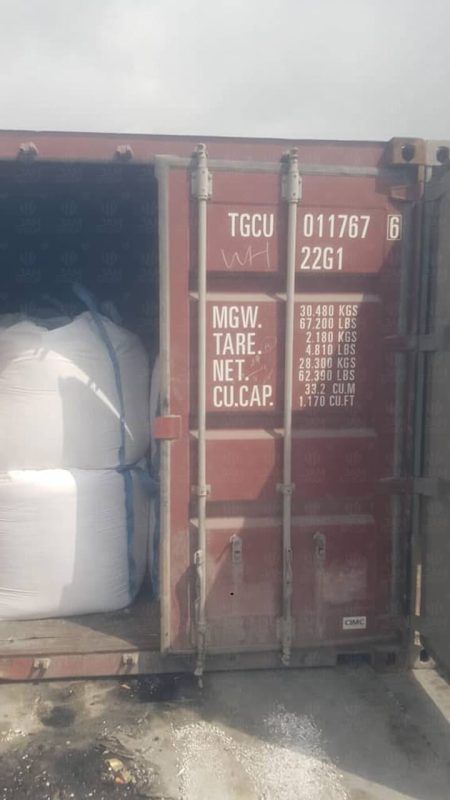 TGCU 011767 6
WH 22G1
MGW. 30.480 KGS
67.200 LBS
TARE. 2.180 KGS
4.810 LBS
NET. 28.300 KGS
62.390 LBS
CU.CAP. 33.2 CU.M
1.170 CU.FT
CIMC